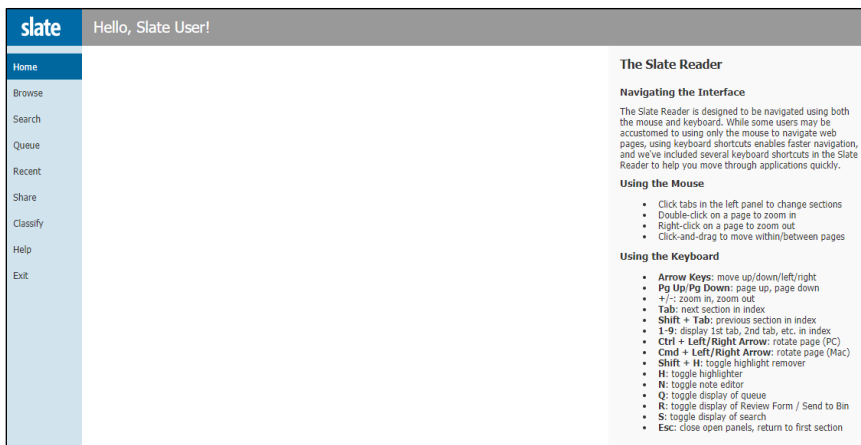 slate
Hello, Slate User!
Home
Browse
Search
Queue
Recent
Share
Classify
Help
Exit
The Slate Reader
Navigating the Interface
The Slate Reader is designed to be navigated using both
the mouse and keyboard. While some users may be
accustomed to using only the mouse to navigate web
pages, using keyboard shortcuts enables faster navigation,
and we've included several keyboard shortcuts in the Slate
Reader to help you move through applications quickly.
Using the Mouse
• Click tabs in the left panel to change sections
• Double-click on a page to zoom in
• Right-click on a page to zoom out
• Click-and-drag to move within/between pages
Using the Keyboard
• Arrow Keys: move up/down/left/right
• Pg Up/Pg Down: page up, page down
• +/-: zoom in, zoom out
• Tab: next section in index
• Shift + Tab: previous section in index
• 1-9: display 1st tab, 2nd tab, etc. in index
• Ctrl + Left/Right Arrow: rotate page (PC)
• Cmd + Left/Right Arrow: rotate page (Mac)
• Shift + H: toggle highlight remover
• H: toggle highlighter
• N: toggle note editor
• Q: toggle display of queue
• R: toggle display of Review Form / Send to Bin
• S: toggle display of search
• Esc: close open panels, return to first section